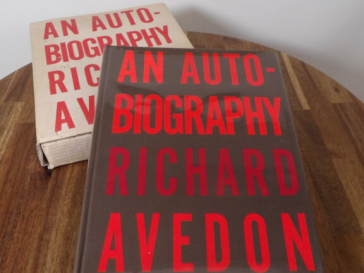 AN AUTO-
BIOGRAPHY
RIC
AV
AN AUTO-
BIOGRAPHY
RICHARD
AVEDON